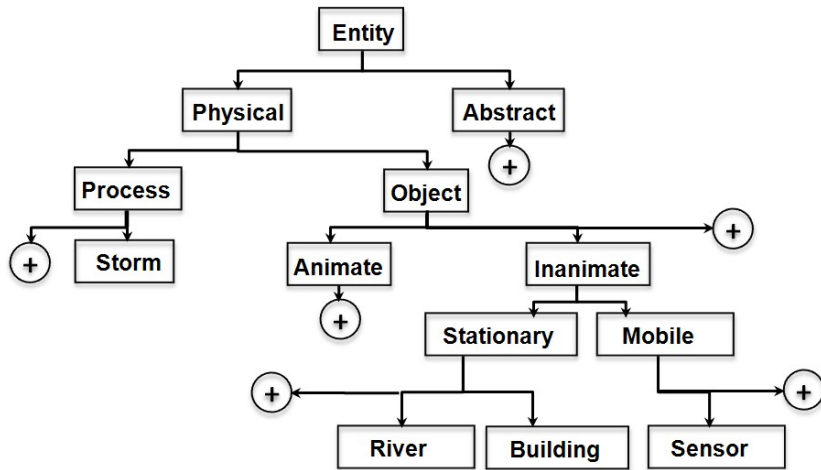 Entity
Physical
Abstract
+
Process
Object
+
+
Storm
Animate
Inanimate
+
Stationary
Mobile
+
+
River
Building
Sensor